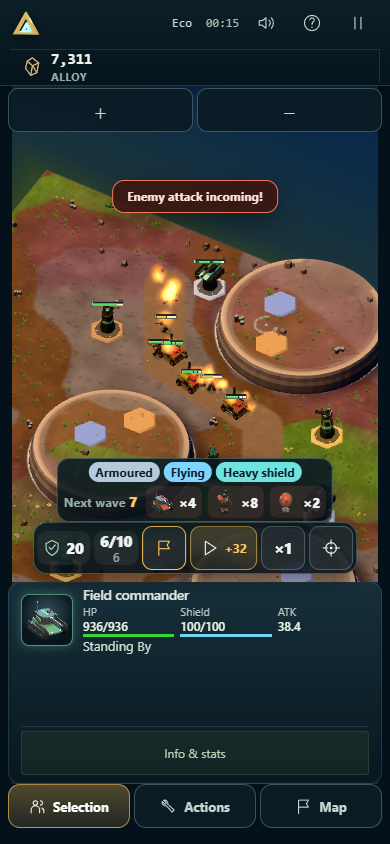 Eco 00:15
7,311
ALLOY
+ −
Enemy attack incoming!
Armoured Flying Heavy shield
Next wave 7 ×4 ×8 ×2
20 6/10 +32 ×1
6
Field commander
HP Shield ATK
936/936 100/100 38.4
Standing By
Info & stats
Selection Actions Map